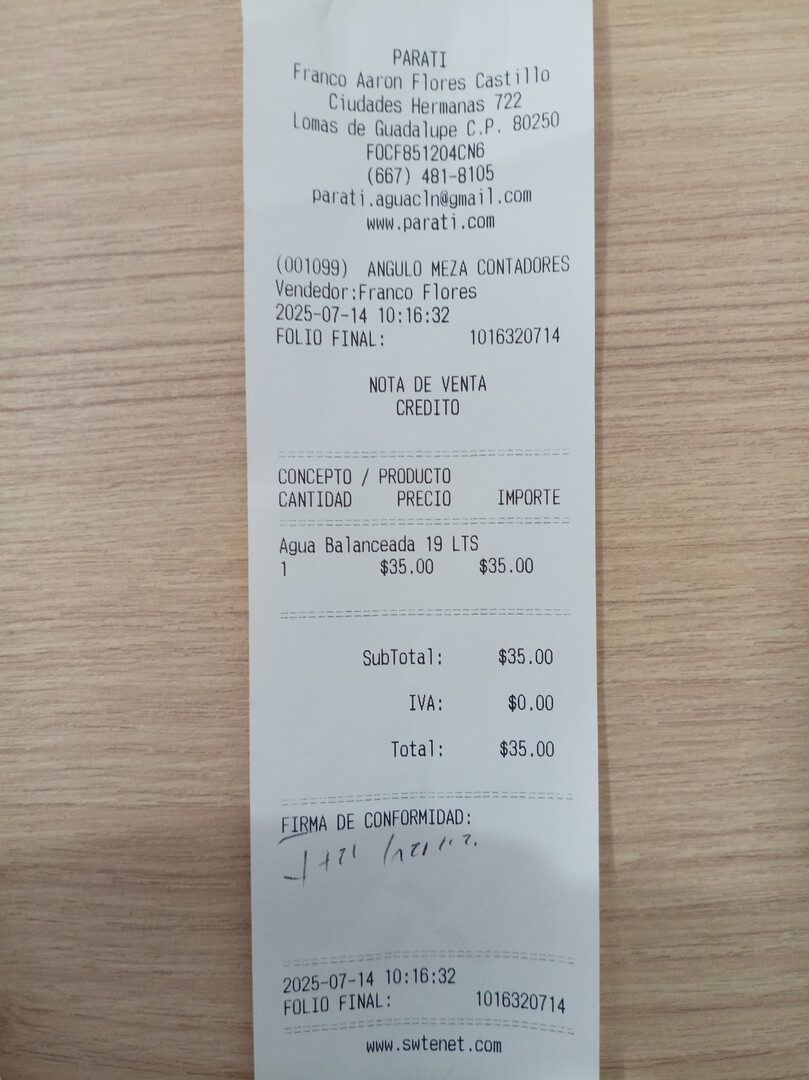 PARATI
Franco Aaron Flores Castillo
Ciudades Hermanas 722
Lomas de Guadalupe C.P. 80250
FOCF851204CN6
(667) 481-8105
parati.aguacln@gmail.com
www.parati.com
(001099) ANGULO MEZA CONTADORES
Vendedor:Franco Flores
2025-07-14 10:16:32
FOLIO FINAL: 1016320714
NOTA DE VENTA
CREDITO
CONCEPTO / PRODUCTO
CANTIDAD PRECIO IMPORTE
Agua Balanceada 19 LTS
1 $35.00 $35.00
SubTotal: $35.00
IVA: $0.00
Total: $35.00
FIRMA DE CONFORMIDAD:
2025-07-14 10:16:32
FOLIO FINAL: 1016320714
www.swtenet.com